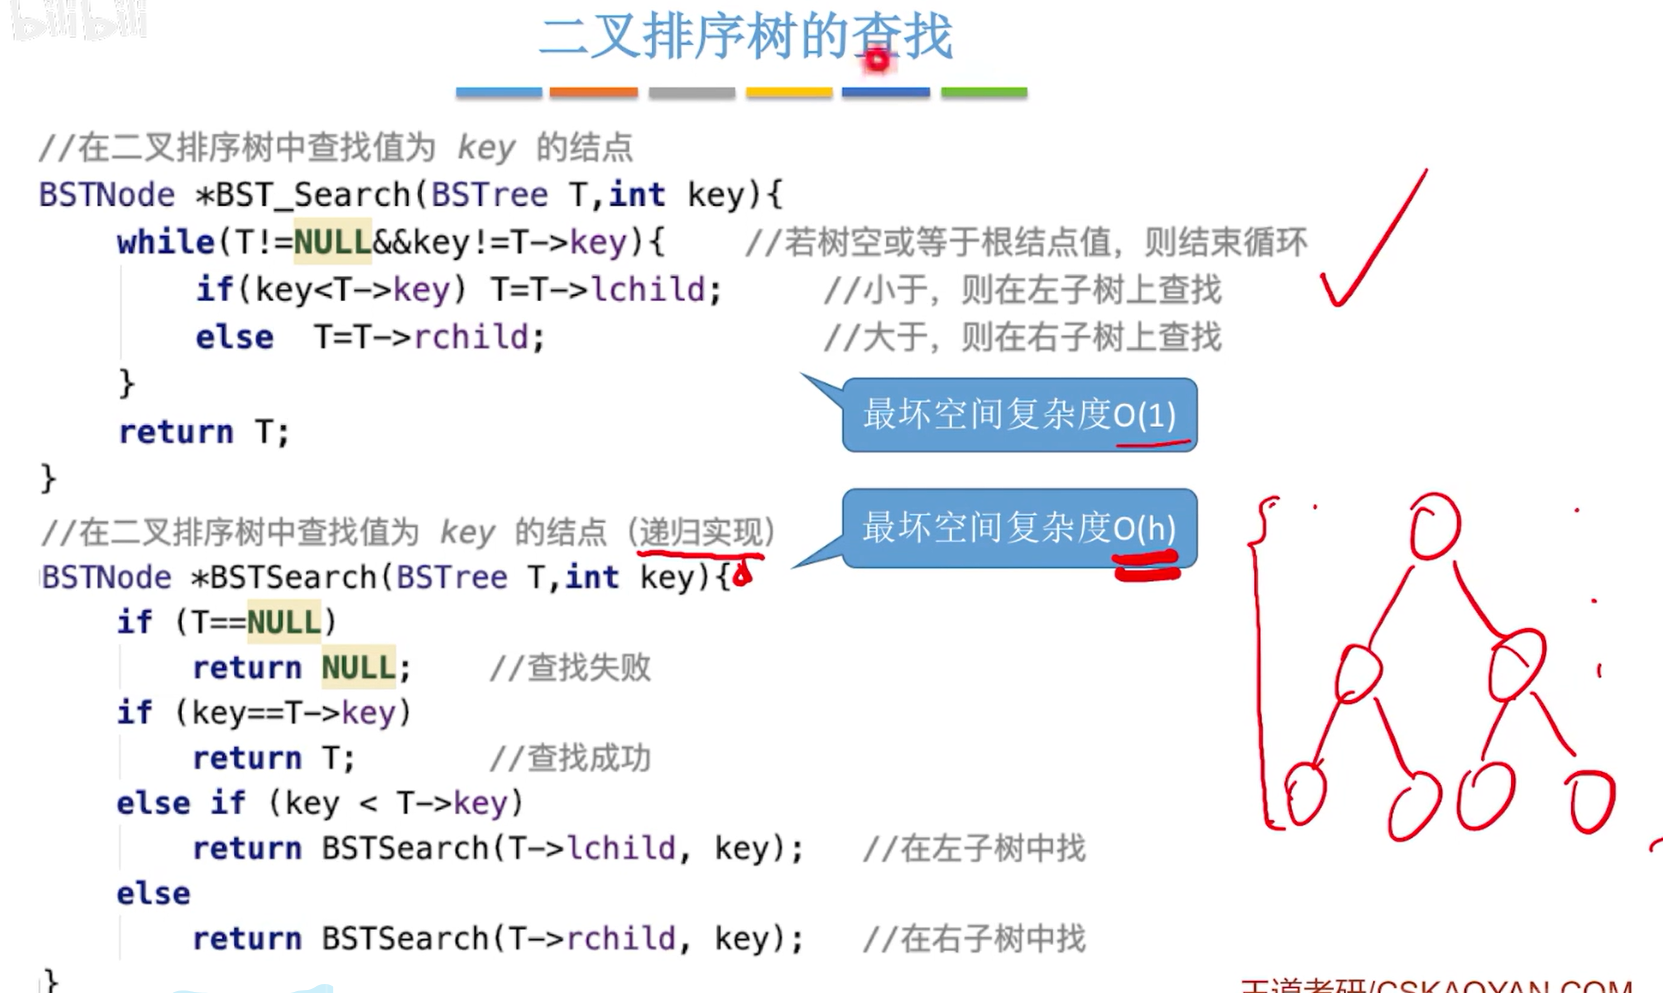 bilibili
二叉排序树的查找
//在二叉排序树中查找值为 key 的结点
BSTNode *BST_Search(BSTree T,int key){
while(T!=NULL&&key!=T->key){ //若树空或等于根结点值，则结束循环
if(key<T->key) T=T->lchild; //小于，则在左子树上查找
else T=T->rchild; //大于，则在右子树上查找
}
最坏空间复杂度O(1)
return T;
}
最坏空间复杂度O(h)
//在二叉排序树中查找值为 key 的结点（递归实现）
BSTNode *BSTSearch(BSTree T,int key){
if (T==NULL)
return NULL; //查找失败
if (key==T->key)
return T; //查找成功
else if (key < T->key)
return BSTSearch(T->lchild, key); //在左子树中找
else
return BSTSearch(T->rchild, key); //在右子树中找
}
王道考研/CSKAOYAN.COM